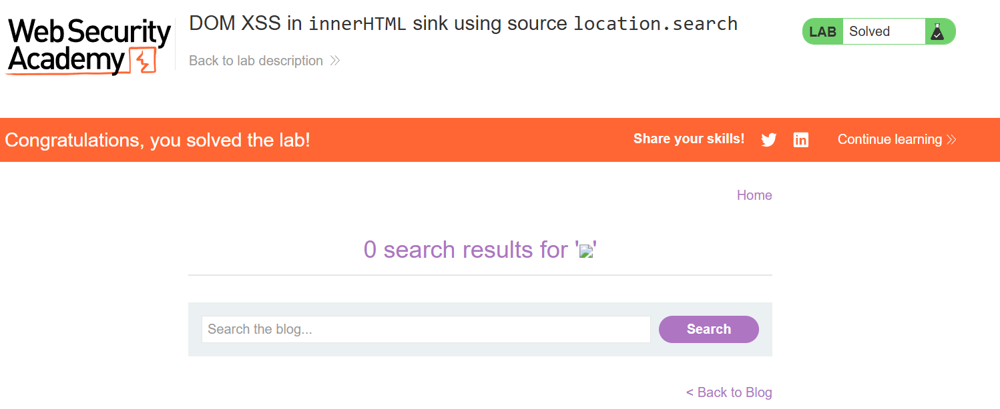 Web Security
Academy
DOM XSS in innerHTML sink using source location.search
Back to lab description
LAB Solved
Congratulations, you solved the lab!
Share your skills!
in
Continue learning
Home
0 search results for ''
Search the blog...
Search
< Back to Blog